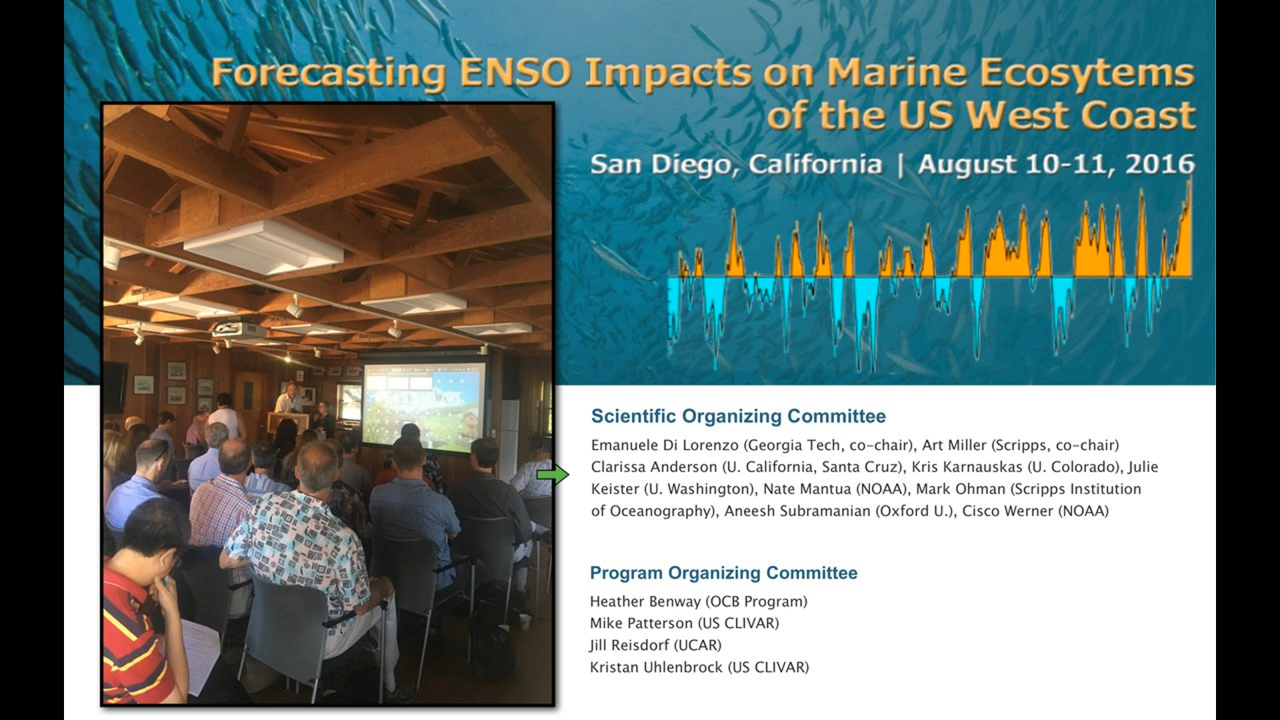 Forecasting ENSO Impacts on Marine Ecosytems
of the US West Coast
San Diego, California | August 10-11, 2016
Scientific Organizing Committee
Emanuele Di Lorenzo (Georgia Tech, co-chair), Art Miller (Scripps, co-chair)
Clarissa Anderson (U. California, Santa Cruz), Kris Karnauskas (U. Colorado), Julie
Keister (U. Washington), Nate Mantua (NOAA), Mark Ohman (Scripps Institution
of Oceanography), Aneesh Subramanian (Oxford U.), Cisco Werner (NOAA)
Program Organizing Committee
Heather Benway (OCB Program)
Mike Patterson (US CLIVAR)
Jill Reisdorf (UCAR)
Kristan Uhlenbrock (US CLIVAR)